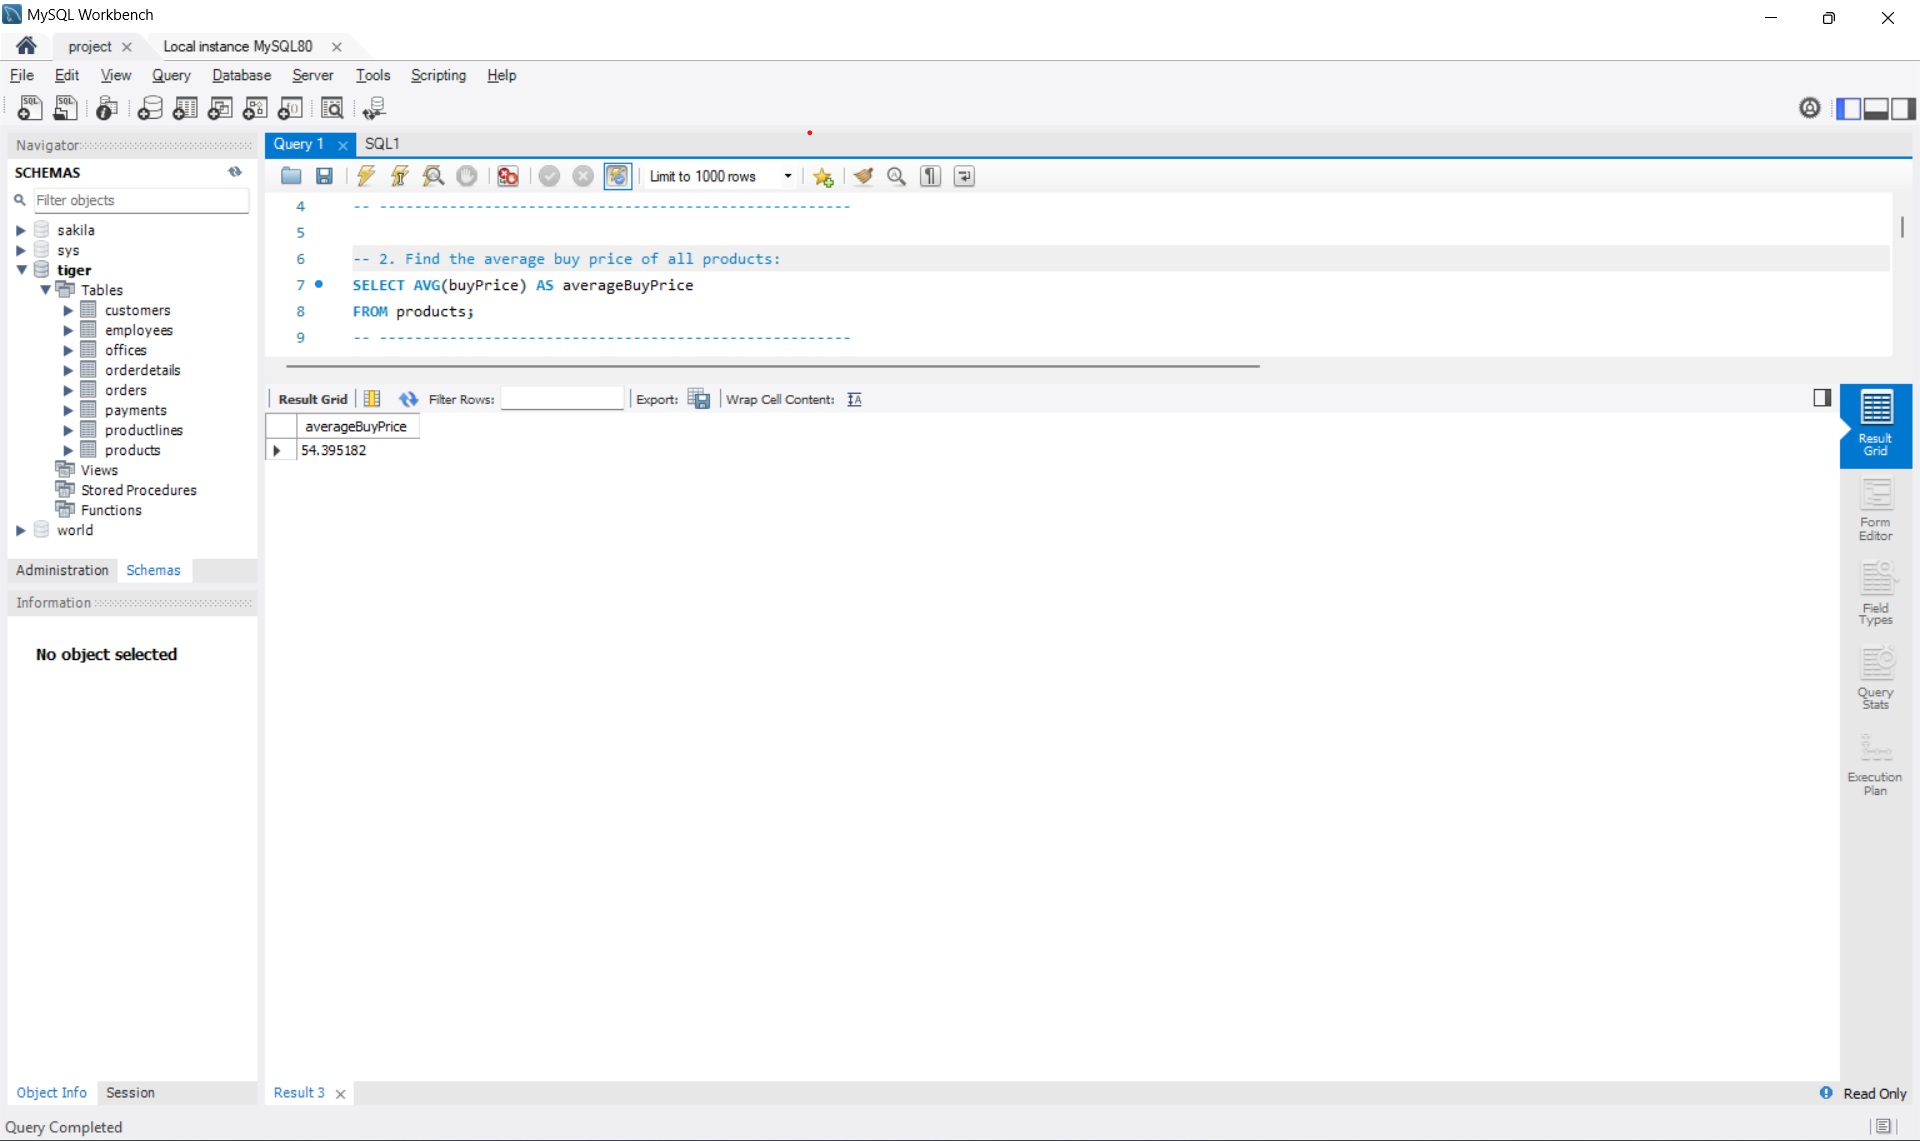 MySQL Workbench
project
Local instance MySQL80
File Edit View Query Database Server Tools Scripting Help
Navigator
SCHEMAS
Filter objects
sakila
sys
tiger
Tables
customers
employees
offices
orderdetails
orders
payments
productlines
products
Views
Stored Procedures
Functions
world
Administration Schemas
Information
No object selected
Object Info Session
Query 1 SQL1
Limit to 1000 rows
4 -- ------------------------------------------------------
5
6 -- 2. Find the average buy price of all products:
7 SELECT AVG(buyPrice) AS averageBuyPrice
8 FROM products;
9 -- ------------------------------------------------------
Result Grid Filter Rows: Export: Wrap Cell Content:
averageBuyPrice
54.395182
Result
Grid
Form
Editor
Field
Types
Query
Stats
Execution
Plan
Result 3
Read Only
Query Completed